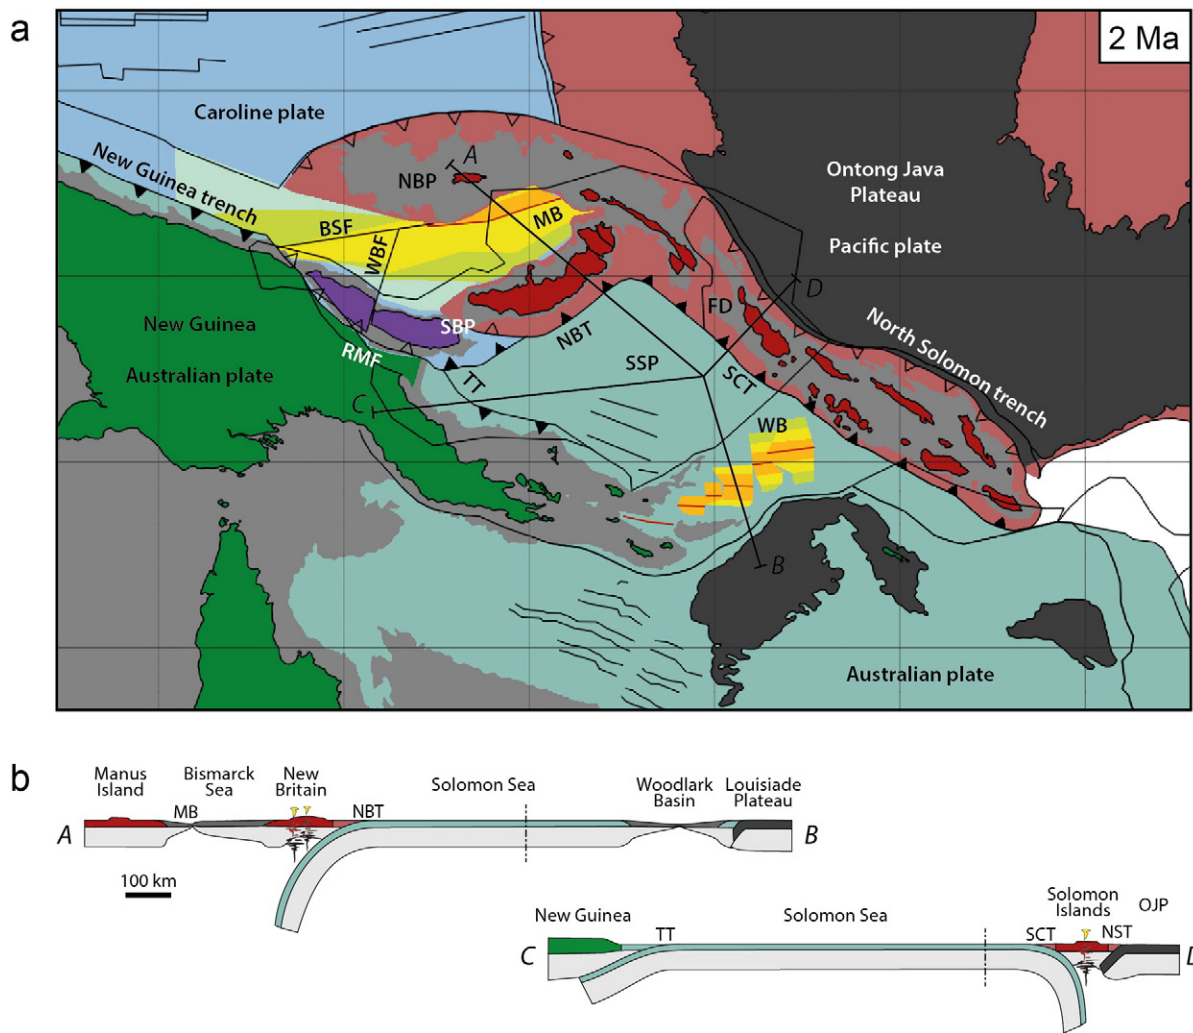 a
2 Ma
Caroline plate
New Guinea trench
NBP
A
Ontong Java
Plateau
Pacific plate
BSF
WBF
MB
D
FD
New Guinea
Australian plate
SBP
NBT
RMF
TT
SSP
SCT
North Solomon trench
C
WB
B
Australian plate
b
Manus
Island
Bismarck
Sea
New
Britain
Solomon Sea
Woodlark
Basin
Louisiade
Plateau
MB
NBT
A
B
100 km
New Guinea
Solomon Sea
Solomon
Islands
OJP
TT
SCT
NST
C
D